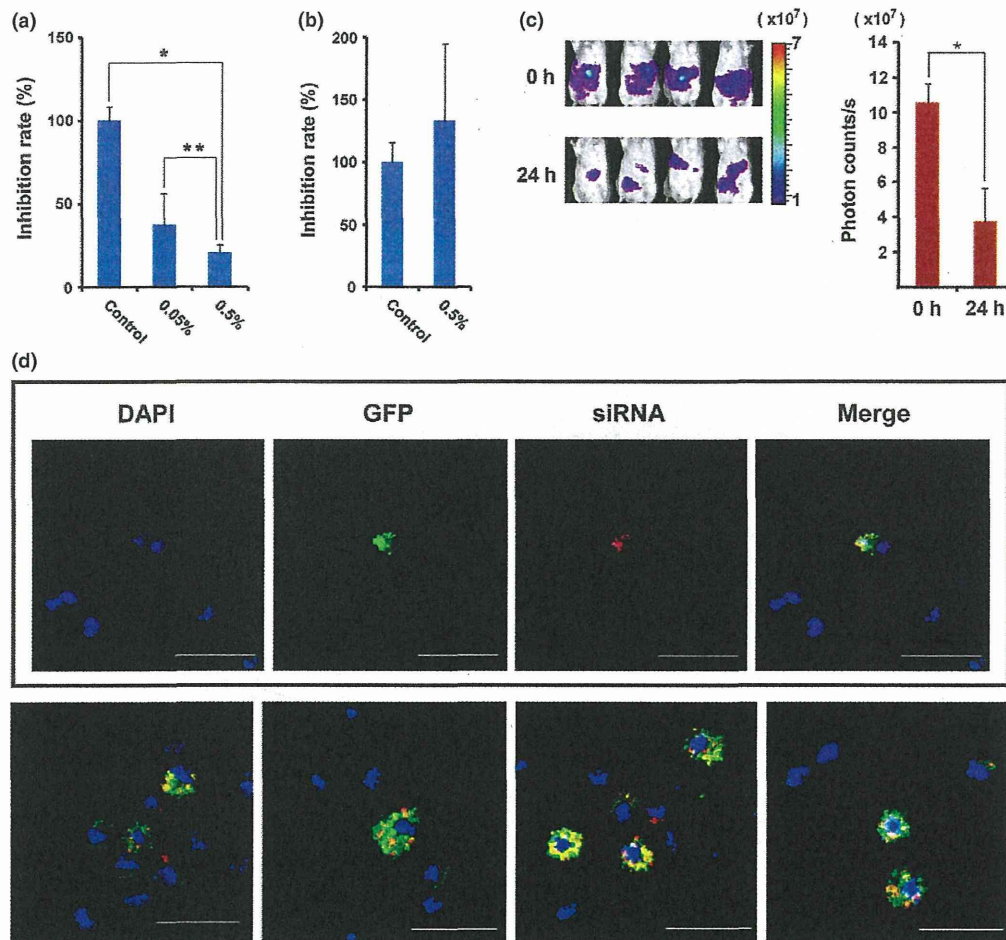 (a)
Inhibition rate (%)
150
100
50
0
*
**
Control
0.05%
0.5%
(b)
Inhibition rate (%)
200
150
100
50
0
Control
0.5%
(c)
0 h
24 h
(x10⁷)
7
1
(x10⁷)
Photon counts/s
14
12
10
8
6
4
2
0
*
0 h
24 h
(d)
DAPI
GFP
siRNA
Merge